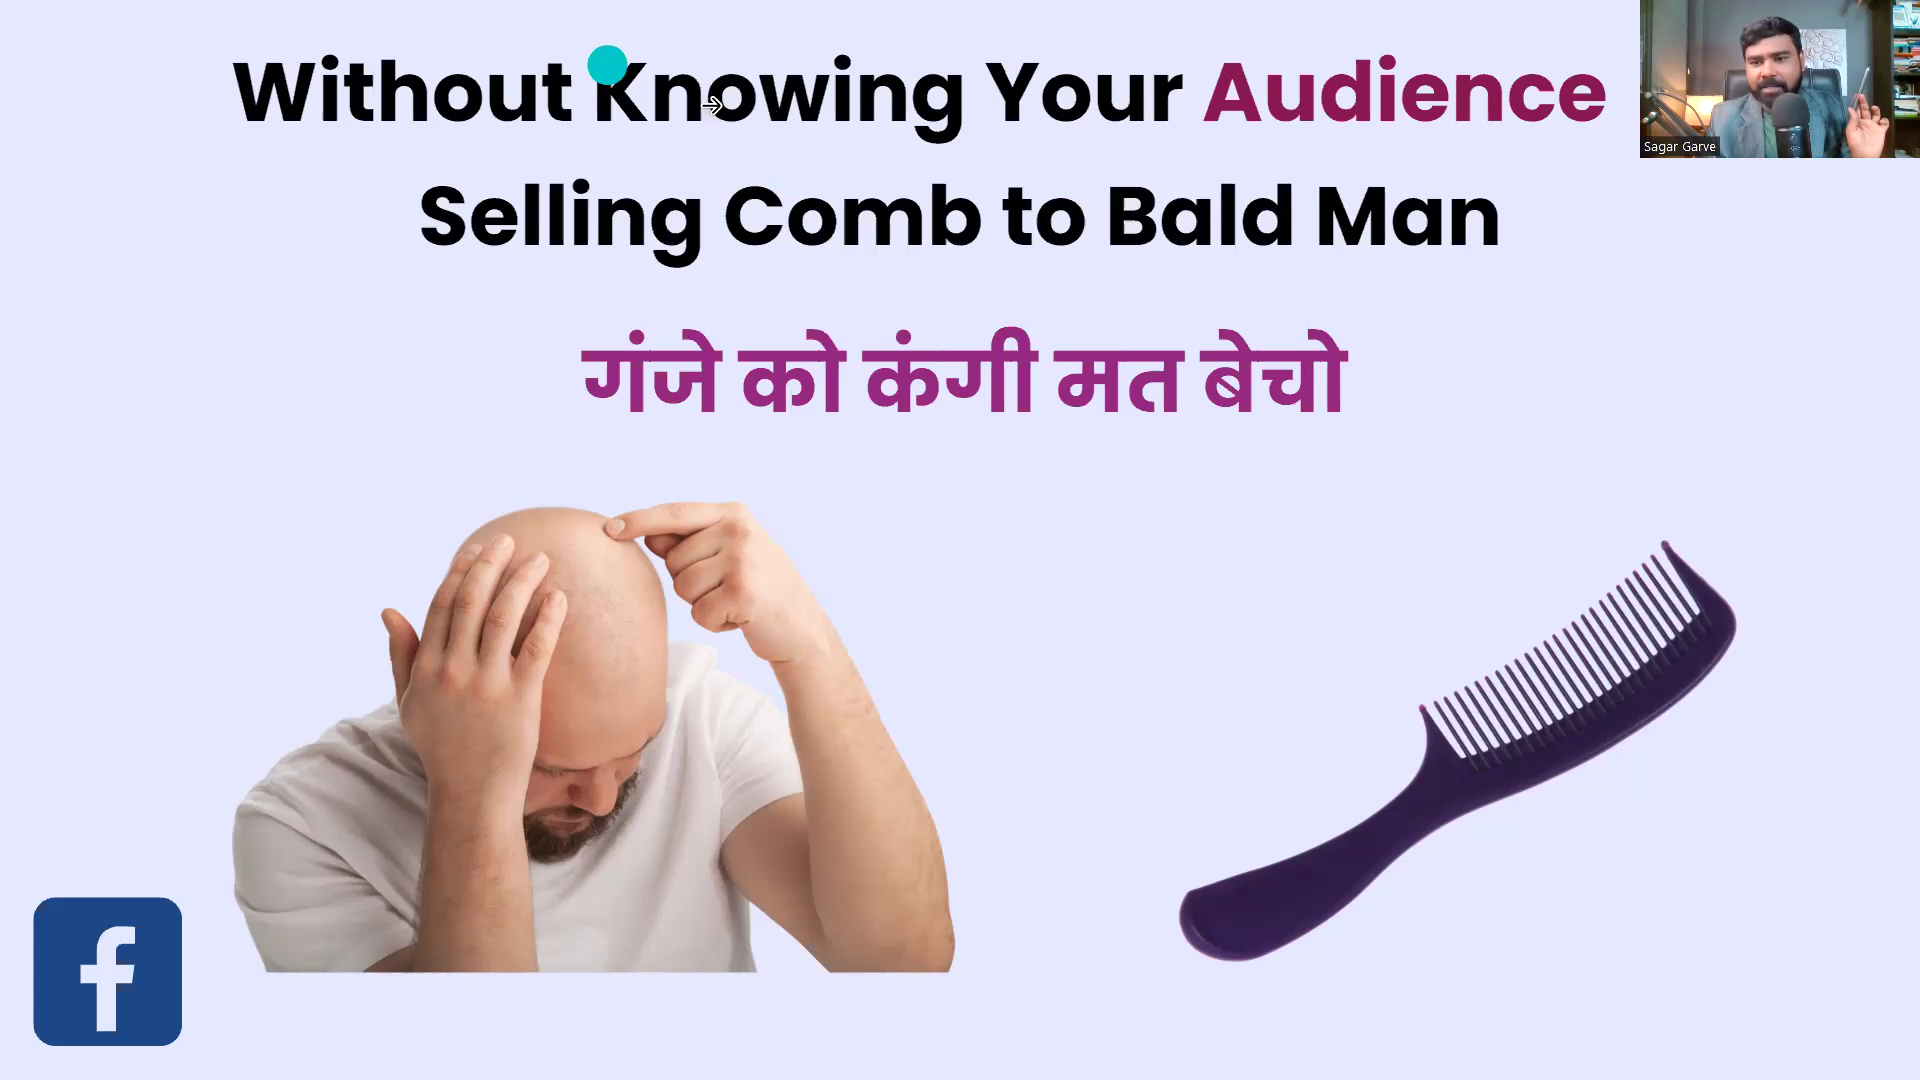 Without Knowing Your Audience
Selling Comb to Bald Man
गंजे को कंगी मत बेचो
Sagar Garve
f